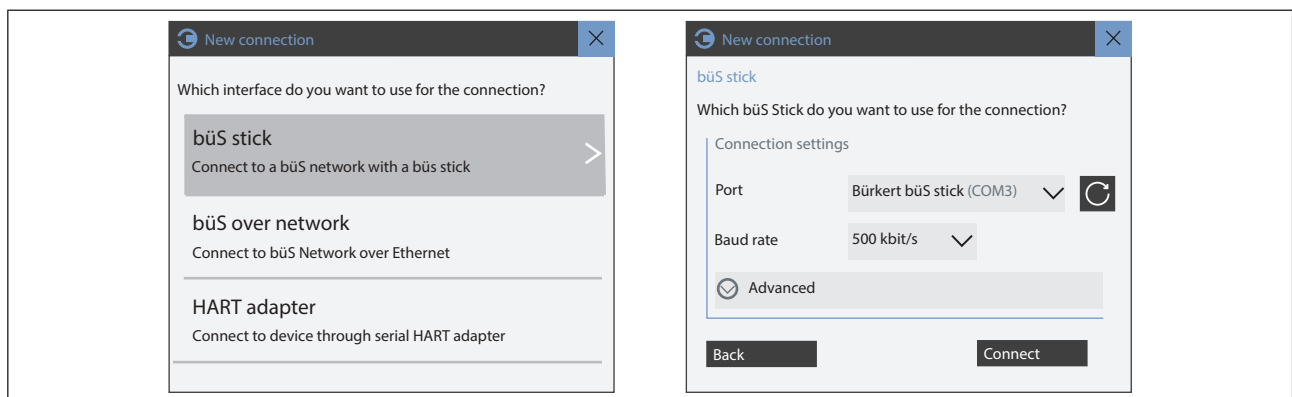 New connection
Which interface do you want to use for the connection?
büS stick
Connect to a büS network with a büs stick
büS over network
Connect to büS Network over Ethernet
HART adapter
Connect to device through serial HART adapter
New connection
büS stick
Which büS Stick do you want to use for the connection?
Connection settings
Port Bürkert büS stick (COM3)
Baud rate 500 kbit/s
Advanced
Back Connect